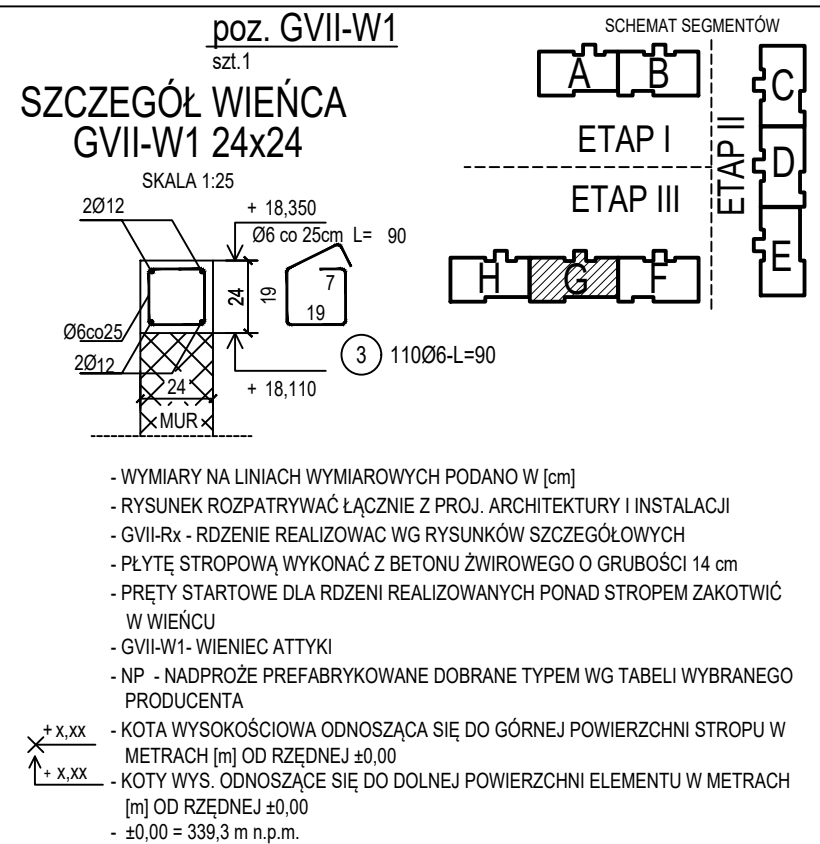 poz. GVII-W1
szt.1
SZCZEGÓŁ WIEŃCA
GVII-W1 24x24
SKALA 1:25
2Ø12
+ 18,350
Ø6 co 25cm L= 90
24
19
7
19
Ø6co25
2Ø12
24
+ 18,110
MUR
3 110Ø6-L=90
SCHEMAT SEGMENTÓW
A
B
C
ETAP I
ETAP II
D
ETAP III
E
H
G
F
- WYMIARY NA LINIACH WYMIAROWYCH PODANO W [cm]
- RYSUNEK ROZPATRYWAĆ ŁĄCZNIE Z PROJ. ARCHITEKTURY I INSTALACJI
- GVII-Rx - RDZENIE REALIZOWAC WG RYSUNKÓW SZCZEGÓŁOWYCH
- PŁYTĘ STROPOWĄ WYKONAĆ Z BETONU ŻWIROWEGO O GRUBOŚCI 14 cm
- PRĘTY STARTOWE DLA RDZENI REALIZOWANYCH PONAD STROPEM ZAKOTWIĆ
W WIEŃCU
- GVII-W1- WIENIEC ATTYKI
- NP - NADPROŻE PREFABRYKOWANE DOBRANE TYPEM WG TABELI WYBRANEGO
PRODUCENTA
+ x,xx - KOTA WYSOKOŚCIOWA ODNOSZĄCA SIĘ DO GÓRNEJ POWIERZCHNI STROPU W
METRACH [m] OD RZĘDNEJ ±0,00
+ x,xx - KOTY WYS. ODNOSZĄCE SIĘ DO DOLNEJ POWIERZCHNI ELEMENTU W METRACH
[m] OD RZĘDNEJ ±0,00
- ±0,00 = 339,3 m n.p.m.